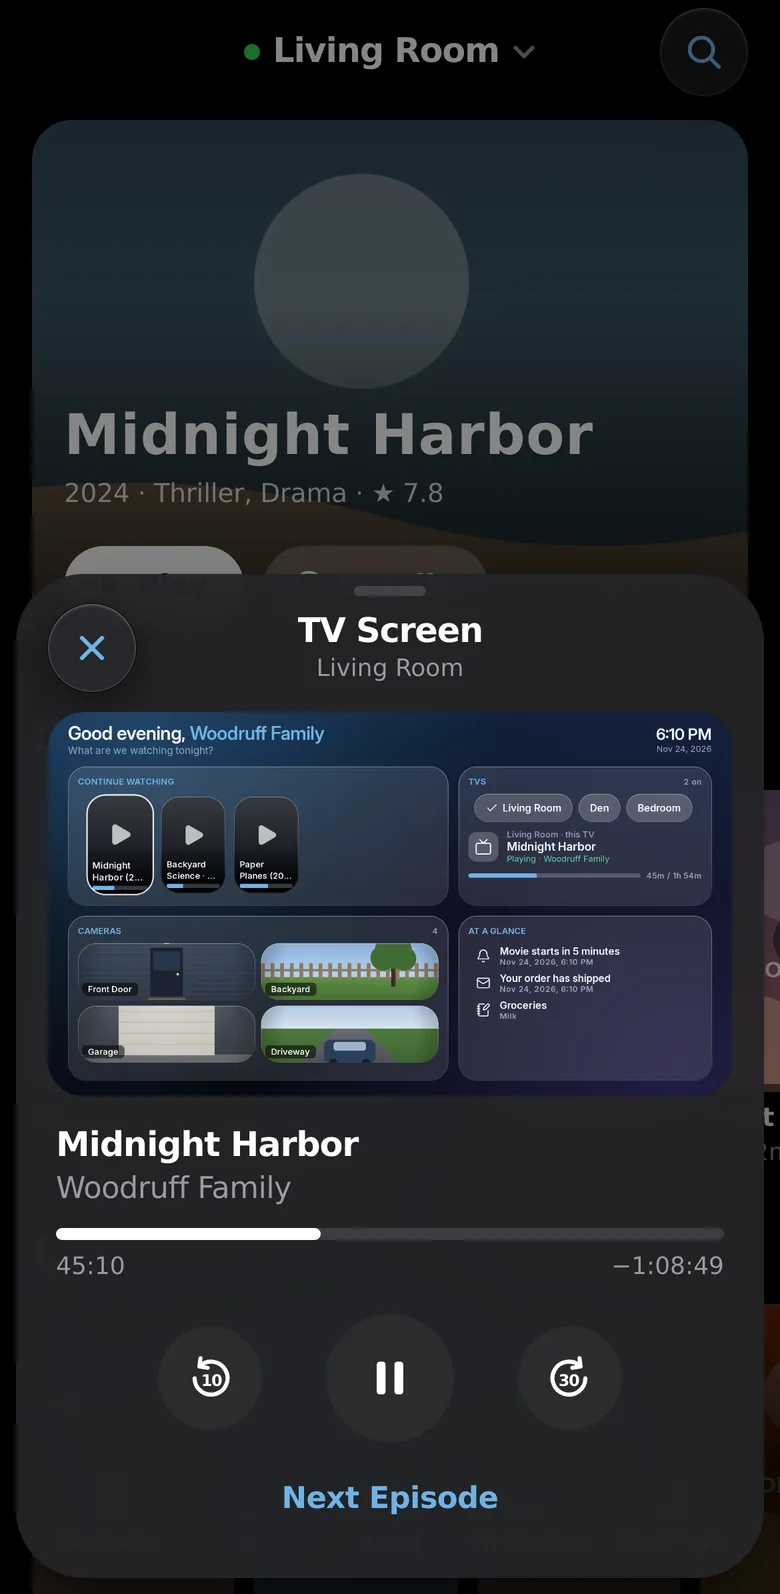 Living Room
Midnight Harbor
2024 · Thriller, Drama · ★ 7.8
TV Screen
Living Room
Good evening, Woodruff Family
What are we watching tonight?
6:10 PM
Nov 24, 2026
CONTINUE WATCHING
Midnight
Harbor (2...
Backyard
Science · ...
Paper
Planes (20...
TVS
2 on
Living Room
Den
Bedroom
Living Room · this TV
Midnight Harbor
Playing · Woodruff Family
45m / 1h 54m
CAMERAS
4
Front Door
Backyard
Garage
Driveway
AT A GLANCE
Movie starts in 5 minutes
Nov 24, 2026, 6:10 PM
Your order has shipped
Nov 24, 2026, 6:10 PM
Groceries
Milk
Midnight Harbor
Woodruff Family
45:10
−1:08:49
10
30
Next Episode